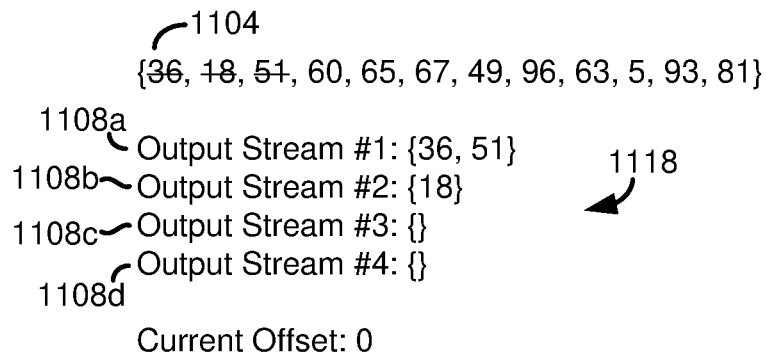 1104
{36, 18, 51, 60, 65, 67, 49, 96, 63, 5, 93, 81}
1108a
Output Stream #1: {36, 51}
1118
1108b
Output Stream #2: {18}
1108c
Output Stream #3: {}
Output Stream #4: {}
1108d
Current Offset: 0